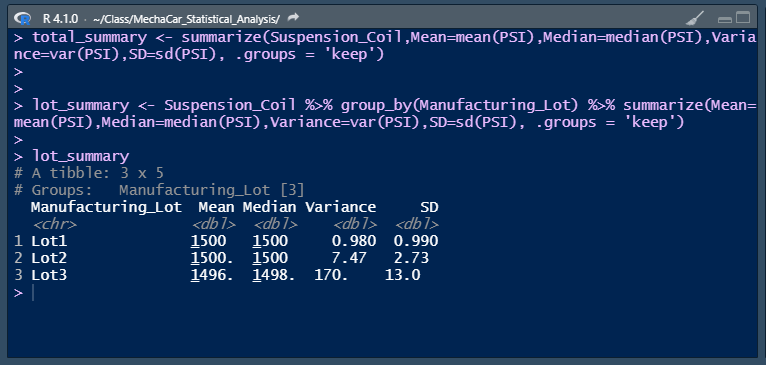 R R 4.1.0 · ~/Class/MechaCar_Statistical_Analysis/
> total_summary <- summarize(Suspension_Coil,Mean=mean(PSI),Median=median(PSI),Varia
nce=var(PSI),SD=sd(PSI), .groups = 'keep')
>
>
> lot_summary <- Suspension_Coil %>% group_by(Manufacturing_Lot) %>% summarize(Mean=
mean(PSI),Median=median(PSI),Variance=var(PSI),SD=sd(PSI), .groups = 'keep')
>
> lot_summary
# A tibble: 3 x 5
# Groups:   Manufacturing_Lot [3]
  Manufacturing_Lot  Mean Median Variance     SD
  <chr>             <dbl>  <dbl>    <dbl>  <dbl>
1 Lot1               1500   1500    0.980  0.990
2 Lot2               1500.  1500    7.47   2.73
3 Lot3               1496.  1498. 170.    13.0
>